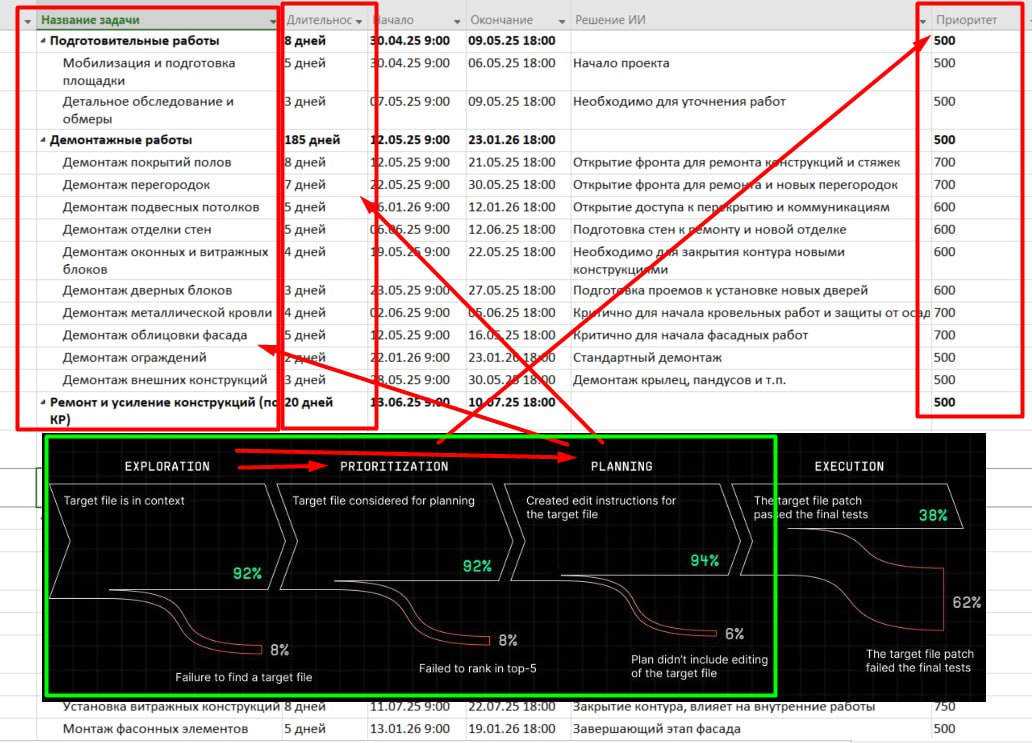 Название задачи Длительнос Начало Окончание Решение ИИ Приоритет
Подготовительные работы 8 дней 30.04.25 9:00 09.05.25 18:00 500
Мобилизация и подготовка 5 дней 30.04.25 9:00 06.05.25 18:00 Начало проекта 500
площадки
Детальное обследование и 3 дней 07.05.25 9:00 09.05.25 18:00 Необходимо для уточнения работ 500
обмеры
Демонтажные работы 185 дней 12.05.25 9:00 23.01.26 18:00 500
Демонтаж покрытий полов 8 дней 12.05.25 9:00 21.05.25 18:00 Открытие фронта для ремонта конструкций и стяжек 700
Демонтаж перегородок 7 дней 22.05.25 9:00 30.05.25 18:00 Открытие фронта для ремонта и новых перегородок 700
Демонтаж подвесных потолков 5 дней 06.01.26 9:00 12.01.26 18:00 Открытие доступа к перекрытию и коммуникациям 600
Демонтаж отделки стен 5 дней 06.06.25 9:00 12.06.25 18:00 Подготовка стен к ремонту и новой отделке 600
Демонтаж оконных и витражных 4 дней 19.05.25 9:00 22.05.25 18:00 Необходимо для закрытия контура новыми 600
блоков конструкциями
Демонтаж дверных блоков 3 дней 23.05.25 9:00 27.05.25 18:00 Подготовка проемов к установке новых дверей 600
Демонтаж металлической кровли 4 дней 02.06.25 9:00 05.06.25 18:00 Критично для начала кровельных работ и защиты от осад 700
Демонтаж облицовки фасада 5 дней 12.05.25 9:00 16.05.25 18:00 Критично для начала фасадных работ 700
Демонтаж ограждений 2 дней 22.01.26 9:00 23.01.26 18:00 Стандартный демонтаж 500
Демонтаж внешних конструкций 3 дней 28.05.25 9:00 30.05.25 18:00 Демонтаж крылец, пандусов и т.п. 500
Ремонт и усиление конструкций (по 20 дней 13.06.25 9:00 10.07.25 18:00 500
КР)
EXPLORATION PRIORITIZATION PLANNING EXECUTION
Target file is in context
Target file considered for planning
Created edit instructions for
the target file
The target file patch
passed the final tests
92% 92% 94% 38%
8% 8% 6% 62%
Failure to find a target file
Failed to rank in top-5
Plan didn't include editing
of the target file
The target file patch
failed the final tests
Установка витражных конструкций 8 дней 11.07.25 9:00 22.07.25 18:00 Закрытие контура, влияет на внутренние работы 750
Монтаж фасонных элементов 5 дней 13.01.26 9:00 19.01.26 18:00 Завершающий этап фасада 500